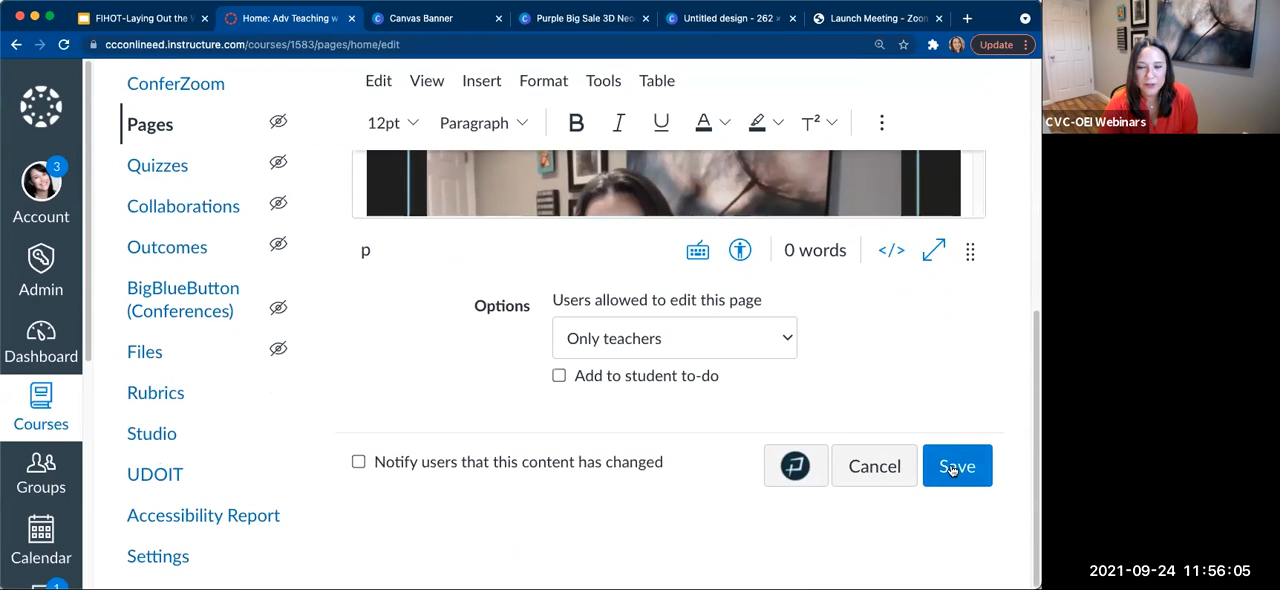 FIHOT-Laying Out the
Home: Adv Teaching w
Canvas Banner
Purple Big Sale 3D Neo
Untitled design - 262
Launch Meeting - Zoo
ccconlineed.instructure.com/courses/1583/pages/home/edit
Update
CVC-OEI Webinars
3
Account
Admin
Dashboard
Courses
Groups
Calendar
1
ConferZoom
Pages
Quizzes
Collaborations
Outcomes
BigBlueButton
(Conferences)
Files
Rubrics
Studio
UDOIT
Accessibility Report
Settings
Edit View Insert Format Tools Table
12pt Paragraph B I U A T²
p 0 words </>
Options Users allowed to edit this page
Only teachers
Add to student to-do
Notify users that this content has changed Cancel Save
2021-09-24 11:56:05